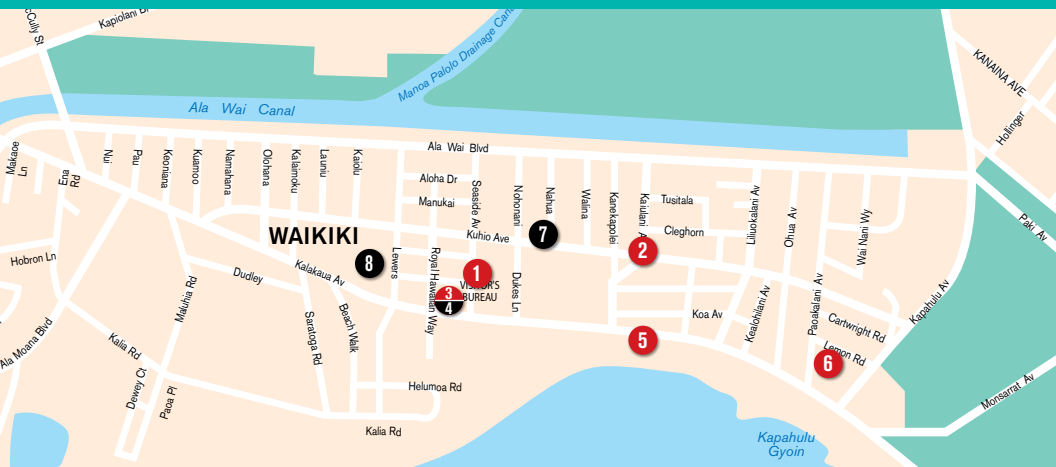 McCully St
Kapiolani Bl
Manoa Palolo Drainage Canal
Ala Wai Canal
KANAINA AVE
Hollinger
Makaoe
Ln
Ena
Rd
Nui
Pau
Keoniana
Kuamoo
Namahana
Olohana
Kalaimoku
Launiu
Kaiolu
Ala Wai Blvd
Aloha Dr
Manukai
Seaside Av
Nohonani
Nahua
Walina
Kanekapolei
Kaiulani A
Tusitala
Cleghorn
Liliuokalani Av
Ohua Av
Wai Nani Wy
Paki Av
WAIKIKI
Kuhio Ave
7
2
8
Lewers
Royal Hawaiian Way
1
VISITOR'S
BUREAU
3
4
Dukes Ln
Hobron Ln
Dudley
Kalakaua Av
Makhia Rd
Saratoga Rd
Beach Walk
Koa Av
Kealohilani Av
Paoakalani Av
Cartwright Rd
Lemon Rd
Kapahulu Av
5
6
Ala Moana Blvd
Kalia Rd
Dewey Ct
Paoa Pl
Helumoa Rd
Kalia Rd
Monsarrat Av
Kapahulu
Gyoin